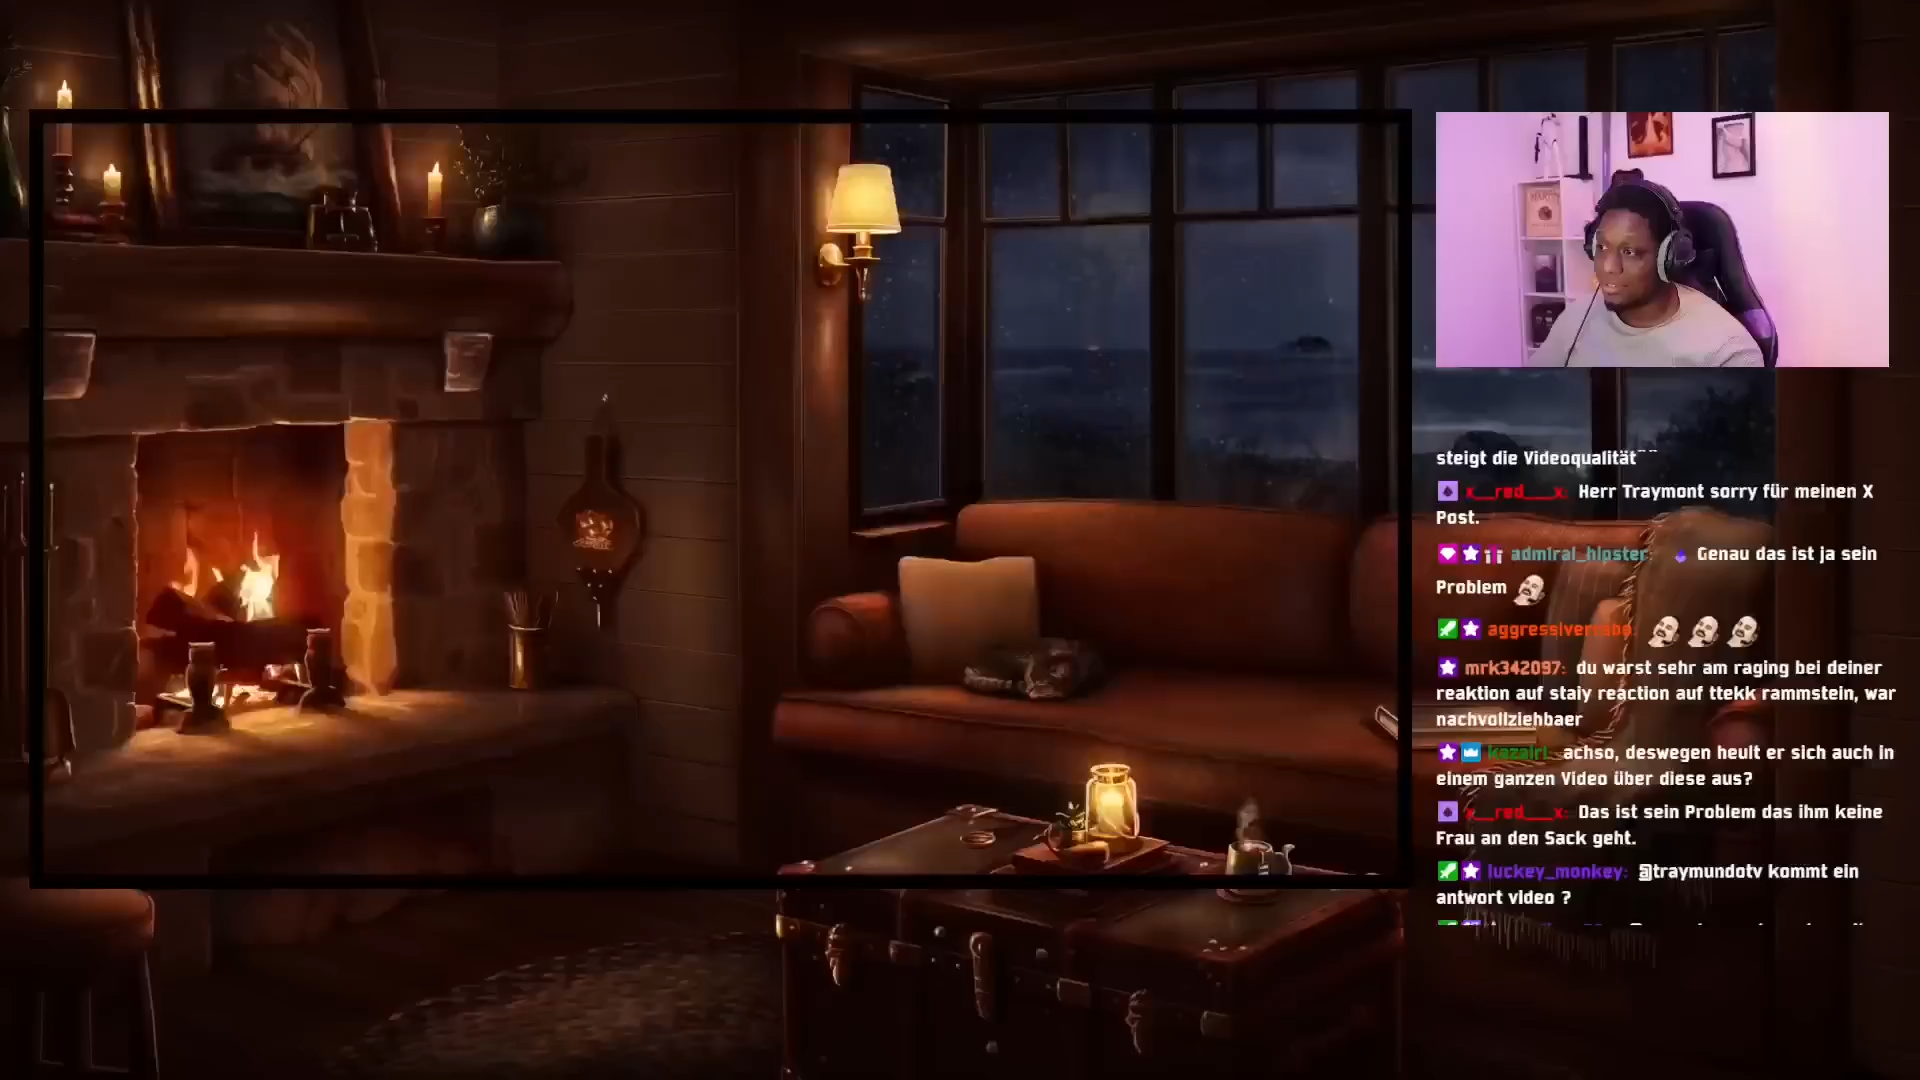 steigt die Videoqualität^^
x__red___x: Herr Traymont sorry für meinen X
Post.
admiral_hipster: Genau das ist ja sein
Problem
mrk342097: du warst sehr am raging bei deiner
reaktion auf staiy reaction auf ttekk rammstein, war
nachvollziehbaer
kazairi: achso, deswegen heult er sich auch in
einem ganzen Video über diese aus?
x__red___x: Das ist sein Problem das ihm keine
Frau an den Sack geht.
luckey_monkey: @traymundotv kommt ein
antwort video ?